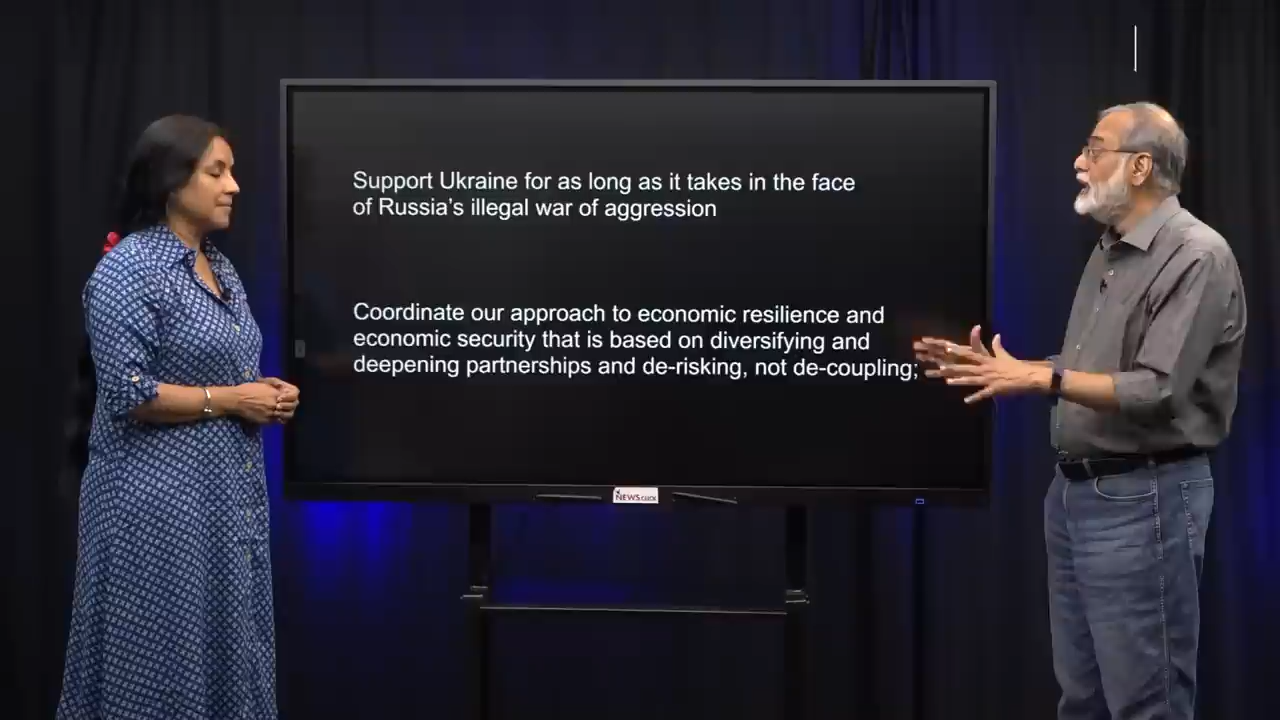 Support Ukraine for as long as it takes in the face
of Russia’s illegal war of aggression
Coordinate our approach to economic resilience and
economic security that is based on diversifying and
deepening partnerships and de-risking, not de-coupling;
NEWSCLICK